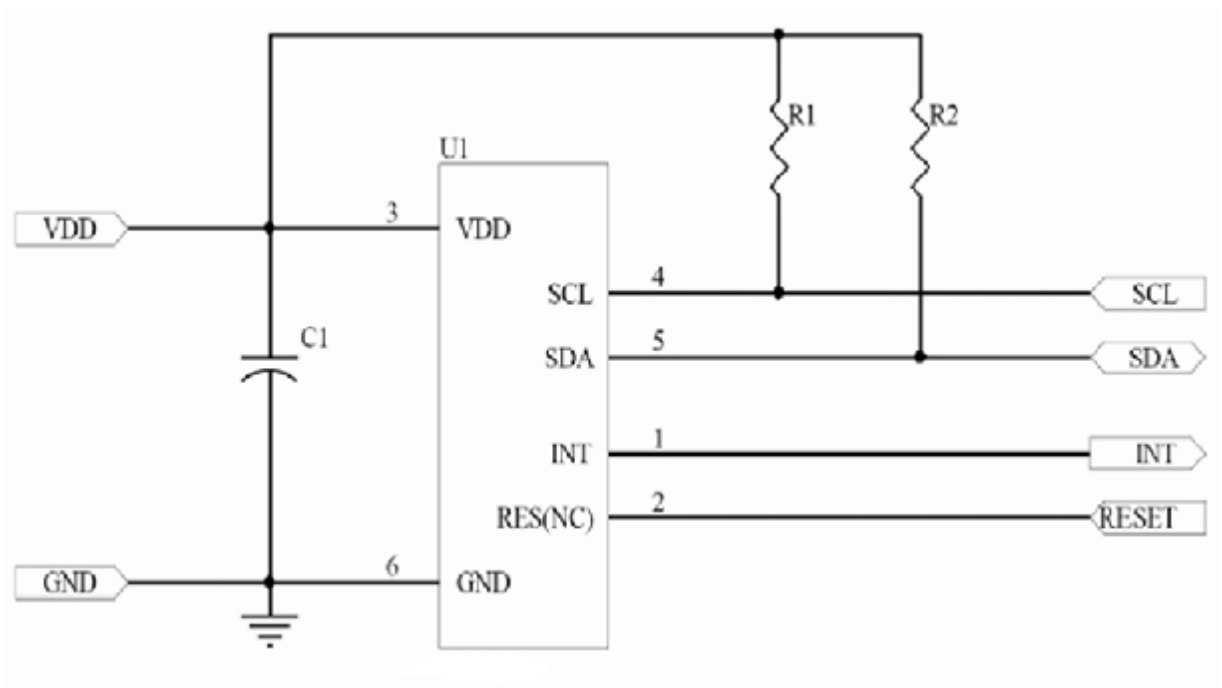 R1
R2
U1
VDD
3
VDD
4
SCL
SCL
C1
5
SDA
SDA
1
INT
INT
2
RES(NC)
RESET
GND
6
GND